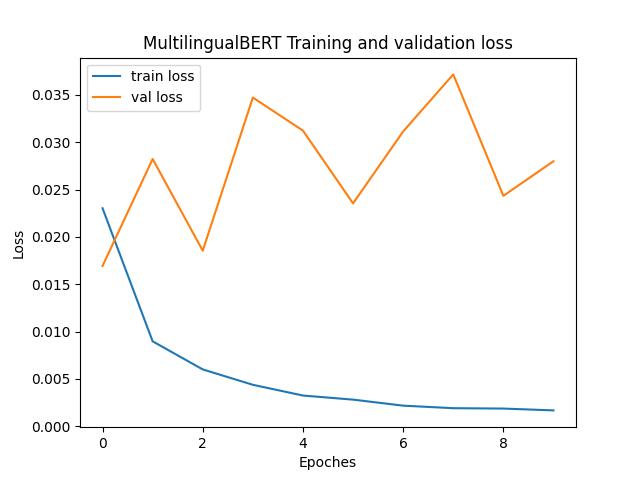 MultilingualBERT Training and validation loss
train loss
val loss
0.035
0.030
0.025
0.020
0.015
0.010
0.005
0.000
Loss
0 2 4 6 8
Epoches